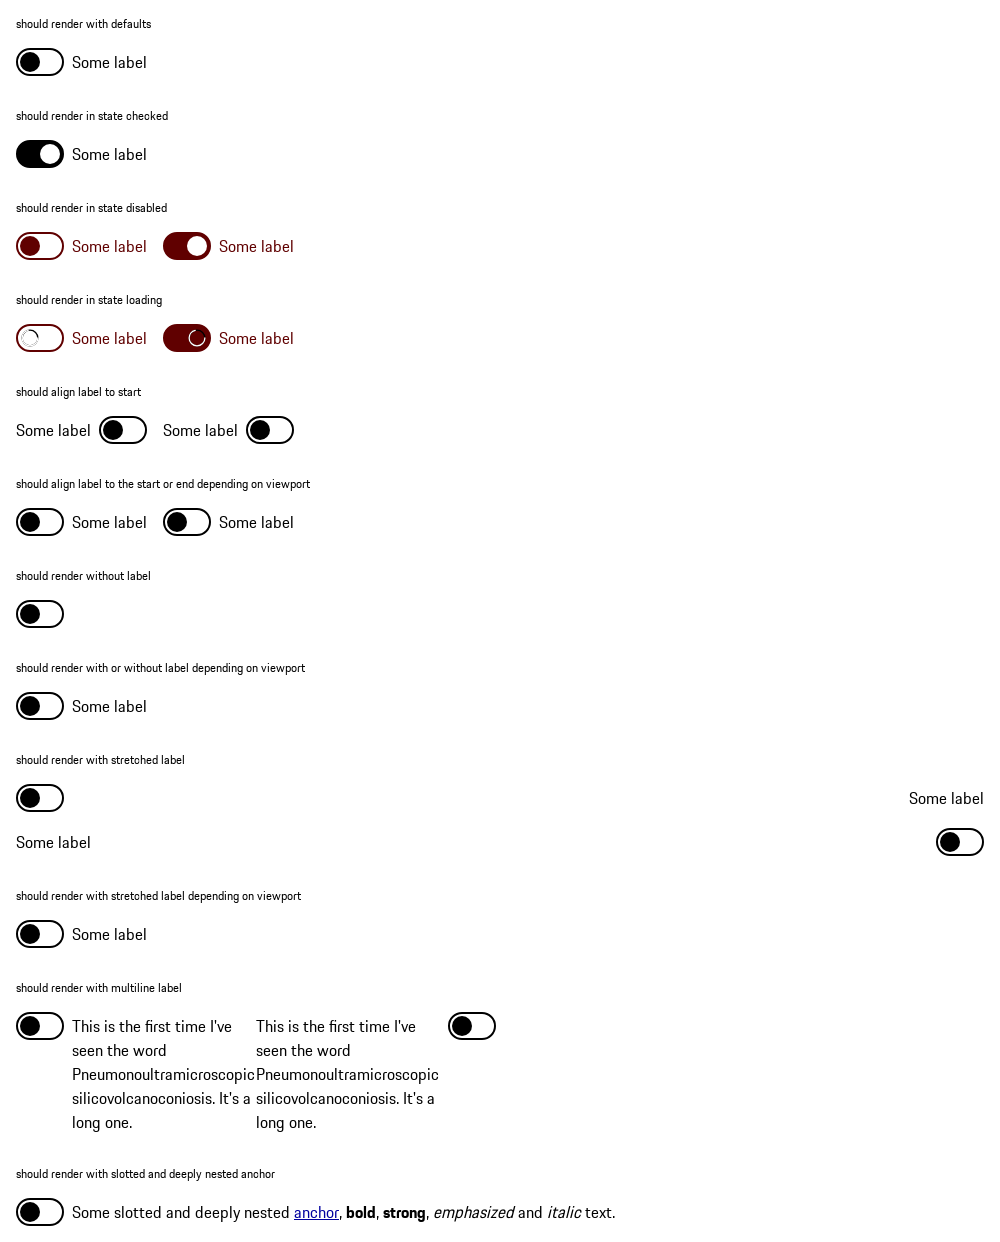 should render with defaults
Some label
should render in state checked
Some label
should render in state disabled
Some label Some label
should render in state loading
Some label Some label
should align label to start
Some label Some label
should align label to the start or end depending on viewport
Some label Some label
should render without label
should render with or without label depending on viewport
Some label
should render with stretched label
Some label
Some label
should render with stretched label depending on viewport
Some label
should render with multiline label
This is the first time I've
seen the word
Pneumonoultramicroscopic
silicovolcanoconiosis. It's a
long one.
This is the first time I've
seen the word
Pneumonoultramicroscopic
silicovolcanoconiosis. It's a
long one.
should render with slotted and deeply nested anchor
Some slotted and deeply nested anchor, bold, strong, emphasized and italic text.